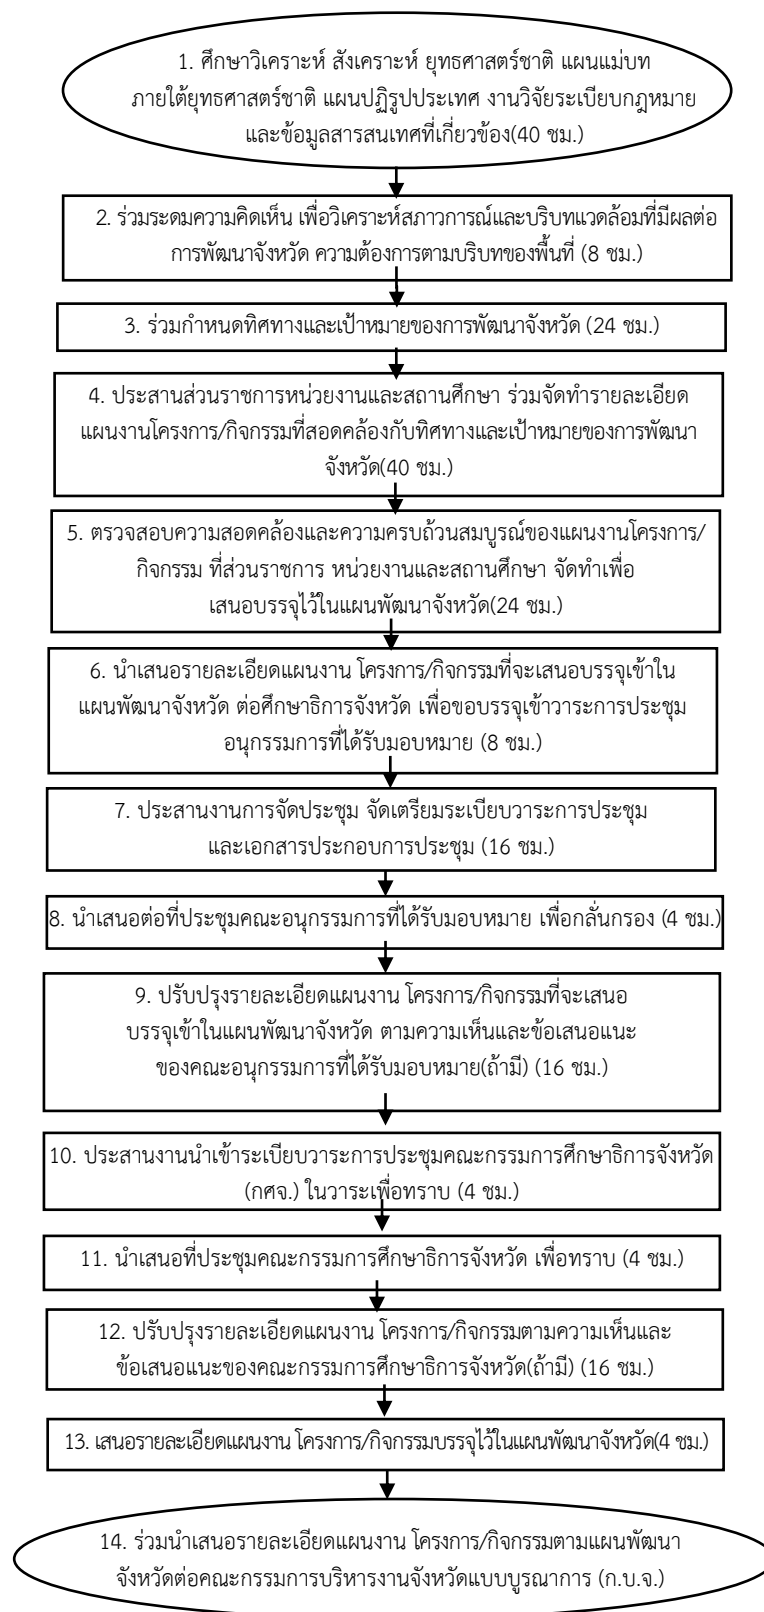 1. ศึกษาวิเคราะห์ สังเคราะห์ ยุทธศาสตร์ชาติ แผนแม่บท
ภายใต้ยุทธศาสตร์ชาติ แผนปฏิรูปประเทศ งานวิจัยระเบียบกฎหมาย
และข้อมูลสารสนเทศที่เกี่ยวข้อง(40 ชม.)
2. ร่วมระดมความคิดเห็น เพื่อวิเคราะห์สภาวการณ์และบริบทแวดล้อมที่มีผลต่อ
การพัฒนาจังหวัด ความต้องการตามบริบทของพื้นที่ (8 ชม.)
3. ร่วมกำหนดทิศทางและเป้าหมายของการพัฒนาจังหวัด (24 ชม.)
4. ประสานส่วนราชการหน่วยงานและสถานศึกษา ร่วมจัดทำรายละเอียด
แผนงานโครงการ/กิจกรรมที่สอดคล้องกับทิศทางและเป้าหมายของการพัฒนา
จังหวัด(40 ชม.)
5. ตรวจสอบความสอดคล้องและความครบถ้วนสมบูรณ์ของแผนงานโครงการ/
กิจกรรม ที่ส่วนราชการ หน่วยงานและสถานศึกษา จัดทำเพื่อ
เสนอบรรจุไว้ในแผนพัฒนาจังหวัด(24 ชม.)
6. นำเสนอรายละเอียดแผนงาน โครงการ/กิจกรรมที่จะเสนอบรรจุเข้าใน
แผนพัฒนาจังหวัด ต่อศึกษาธิการจังหวัด เพื่อขอบรรจุเข้าวาระการประชุม
อนุกรรมการที่ได้รับมอบหมาย (8 ชม.)
7. ประสานงานการจัดประชุม จัดเตรียมระเบียบวาระการประชุม
และเอกสารประกอบการประชุม (16 ชม.)
8. นำเสนอต่อที่ประชุมคณะอนุกรรมการที่ได้รับมอบหมาย เพื่อกลั่นกรอง (4 ชม.)
9. ปรับปรุงรายละเอียดแผนงาน โครงการ/กิจกรรมที่จะเสนอ
บรรจุเข้าในแผนพัฒนาจังหวัด ตามความเห็นและข้อเสนอแนะ
ของคณะอนุกรรมการที่ได้รับมอบหมาย(ถ้ามี) (16 ชม.)
10. ประสานงานนำเข้าระเบียบวาระการประชุมคณะกรรมการศึกษาธิการจังหวัด
(กศจ.) ในวาระเพื่อทราบ (4 ชม.)
11. นำเสนอที่ประชุมคณะกรรมการศึกษาธิการจังหวัด เพื่อทราบ (4 ชม.)
12. ปรับปรุงรายละเอียดแผนงาน โครงการ/กิจกรรมตามความเห็นและ
ข้อเสนอแนะของคณะกรรมการศึกษาธิการจังหวัด(ถ้ามี) (16 ชม.)
13. เสนอรายละเอียดแผนงาน โครงการ/กิจกรรมบรรจุไว้ในแผนพัฒนาจังหวัด(4 ชม.)
14. ร่วมนำเสนอรายละเอียดแผนงาน โครงการ/กิจกรรมตามแผนพัฒนา
จังหวัดต่อคณะกรรมการบริหารงานจังหวัดแบบบูรณาการ (ก.บ.จ.)